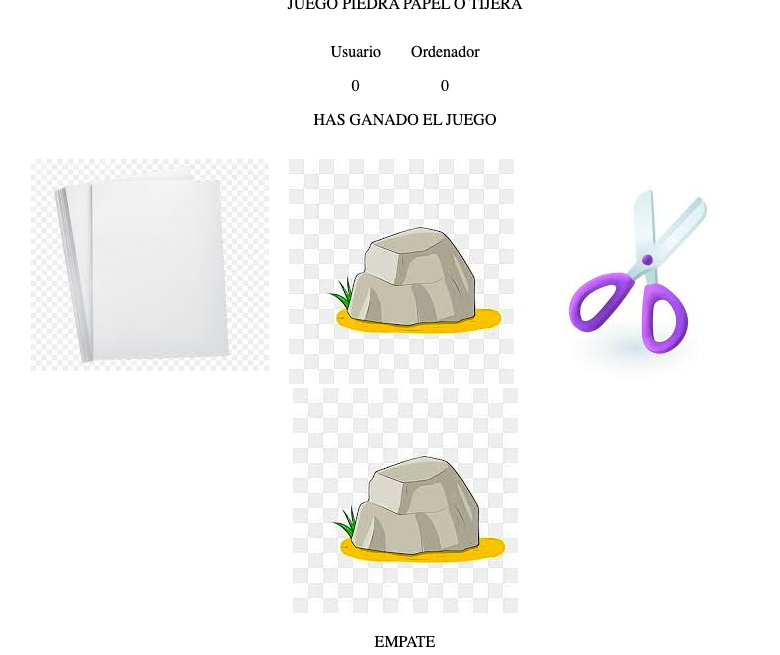 JUEGO PIEDRA PAPEL O TIJERA
Usuario Ordenador
0 0
HAS GANADO EL JUEGO
EMPATE